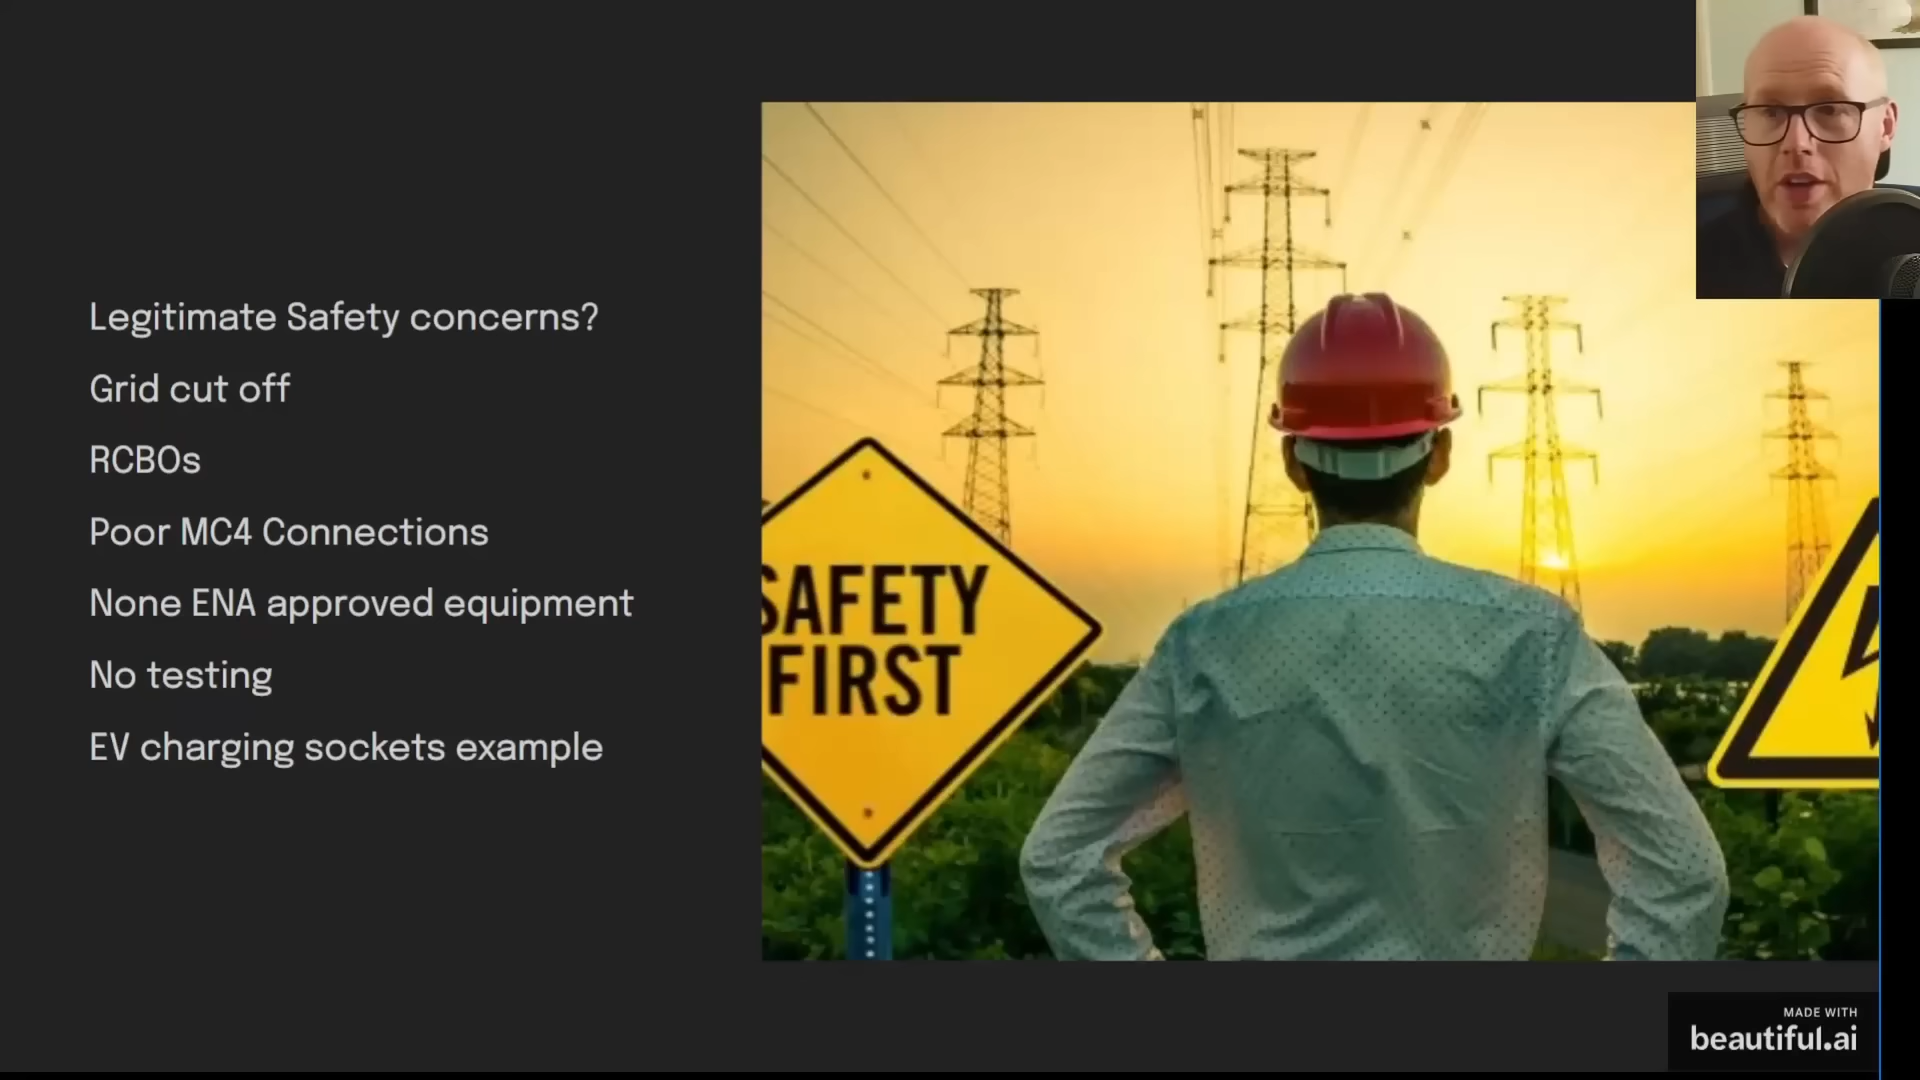 Legitimate Safety concerns?
Grid cut off
RCBOs
Poor MC4 Connections
None ENA approved equipment
No testing
EV charging sockets example
SAFETY
FIRST
MADE WITH
beautiful.ai